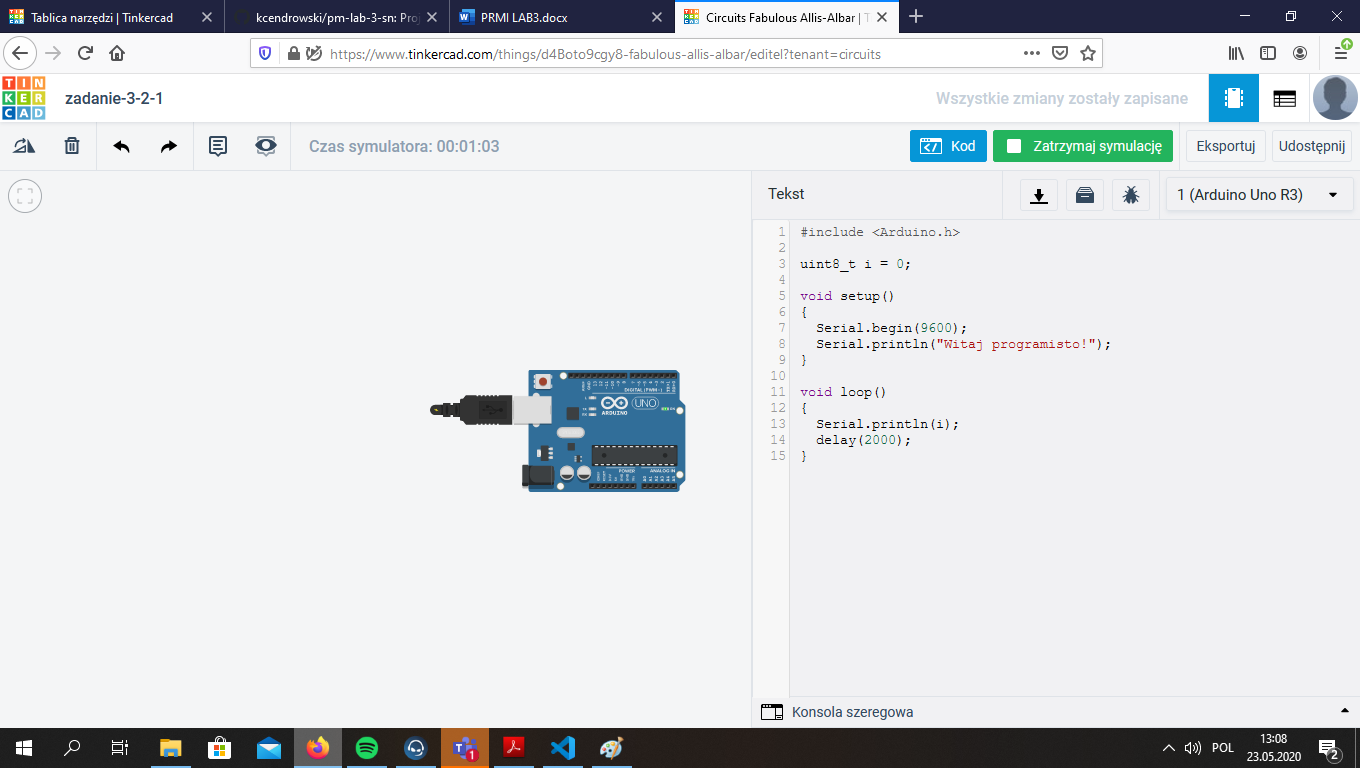 Tablica narzędzi | Tinkercad
kcendrowski/pm-lab-3-sn: Proj
PRMI LAB3.docx
Circuits Fabulous Allis-Albar | T
https://www.tinkercad.com/things/d4Boto9cgy8-fabulous-allis-albar/editel?tenant=circuits
TIN
KER
CAD
zadanie-3-2-1
Wszystkie zmiany zostały zapisane
Czas symulatora: 00:01:03
Kod
Zatrzymaj symulację
Eksportuj
Udostępnij
Tekst
1 (Arduino Uno R3)
1 #include <Arduino.h>
2
3 uint8_t i = 0;
4
5 void setup()
6 {
7 Serial.begin(9600);
8 Serial.println("Witaj programisto!");
9 }
10
11 void loop()
12 {
13 Serial.println(i);
14 delay(2000);
15 }
DIGITAL (PWM~)
UNO
ARDUINO
POWER
ANALOG IN
Konsola szeregowa
1
POL
13:08
23.05.2020
2